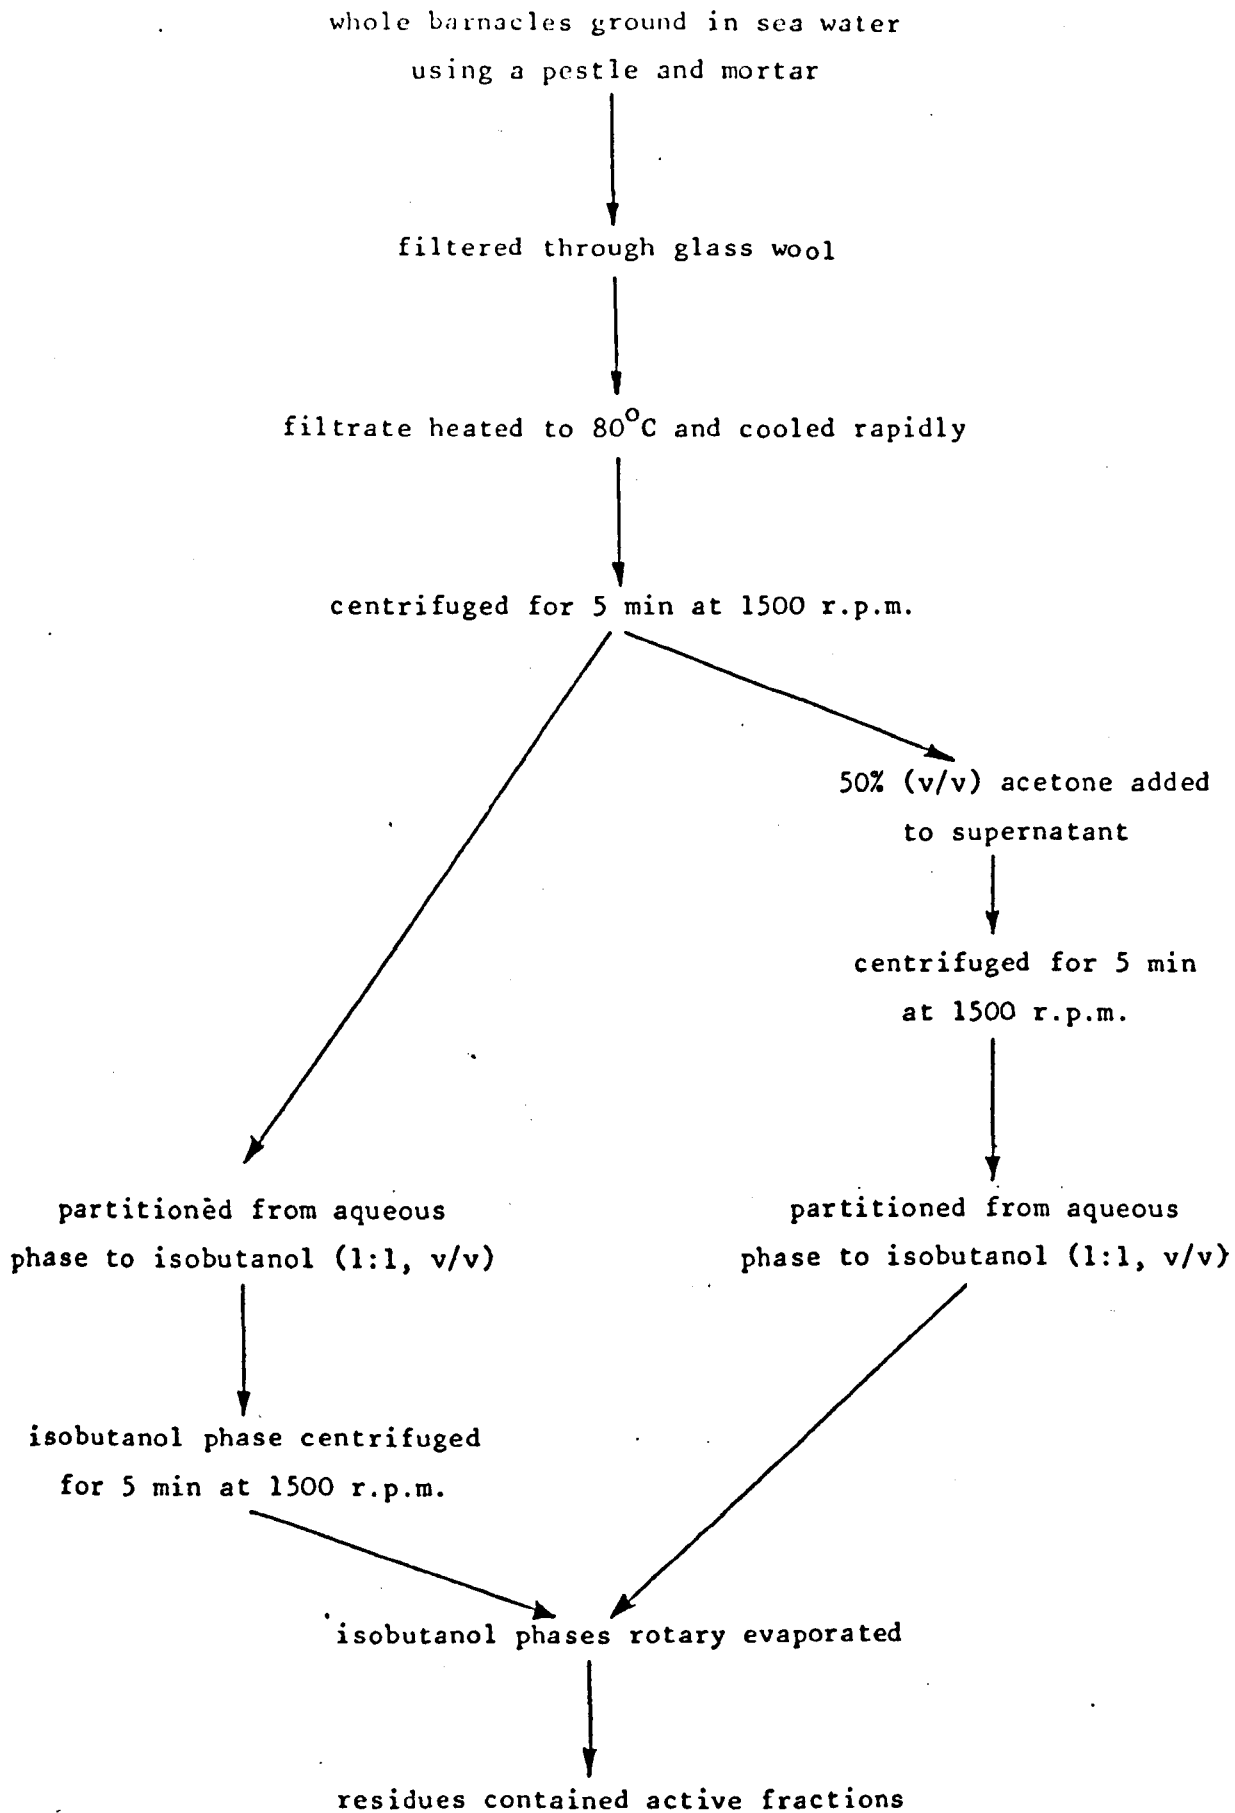 whole barnacles ground in sea water
using a pestle and mortar
filtered through glass wool
filtrate heated to 80°C and cooled rapidly
centrifuged for 5 min at 1500 r.p.m.
50% (v/v) acetone added
to supernatant
centrifuged for 5 min
at 1500 r.p.m.
partitioned from aqueous
phase to isobutanol (1:1, v/v)
partitioned from aqueous
phase to isobutanol (1:1, v/v)
isobutanol phase centrifuged
for 5 min at 1500 r.p.m.
isobutanol phases rotary evaporated
residues contained active fractions